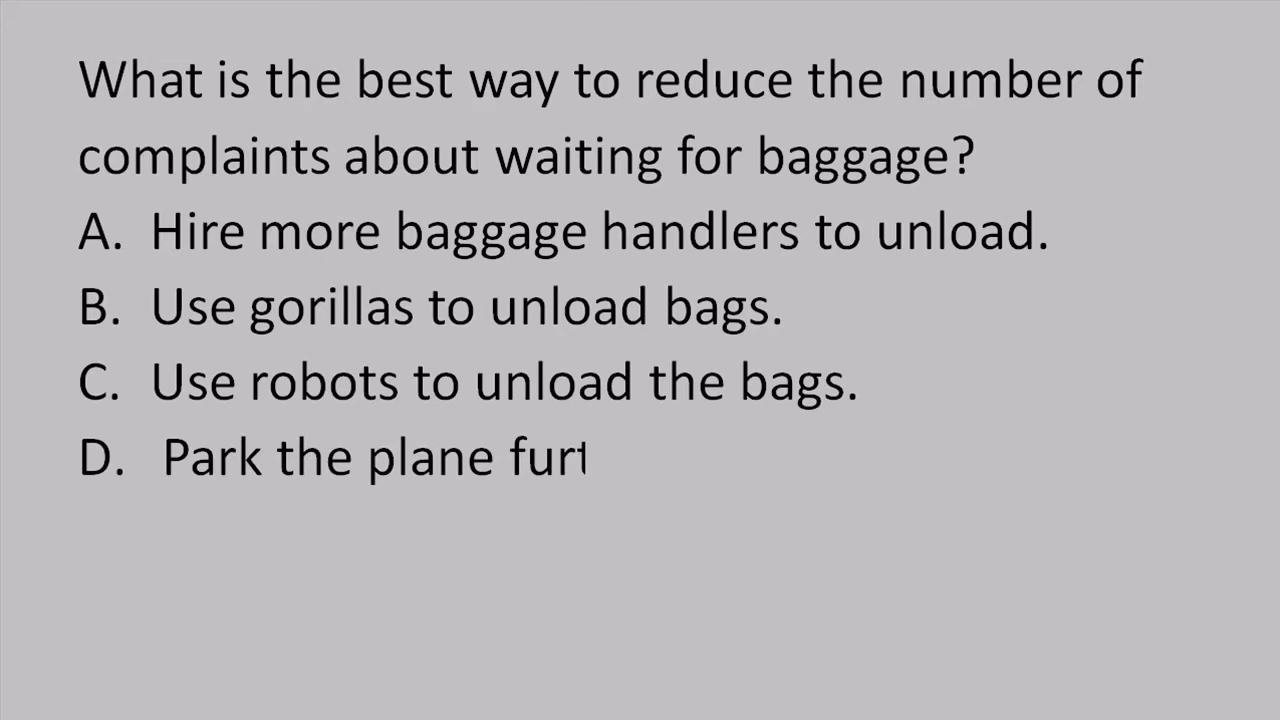 What is the best way to reduce the number of
complaints about waiting for baggage?
A. Hire more baggage handlers to unload.
B. Use gorillas to unload bags.
C. Use robots to unload the bags.
D. Park the plane furt